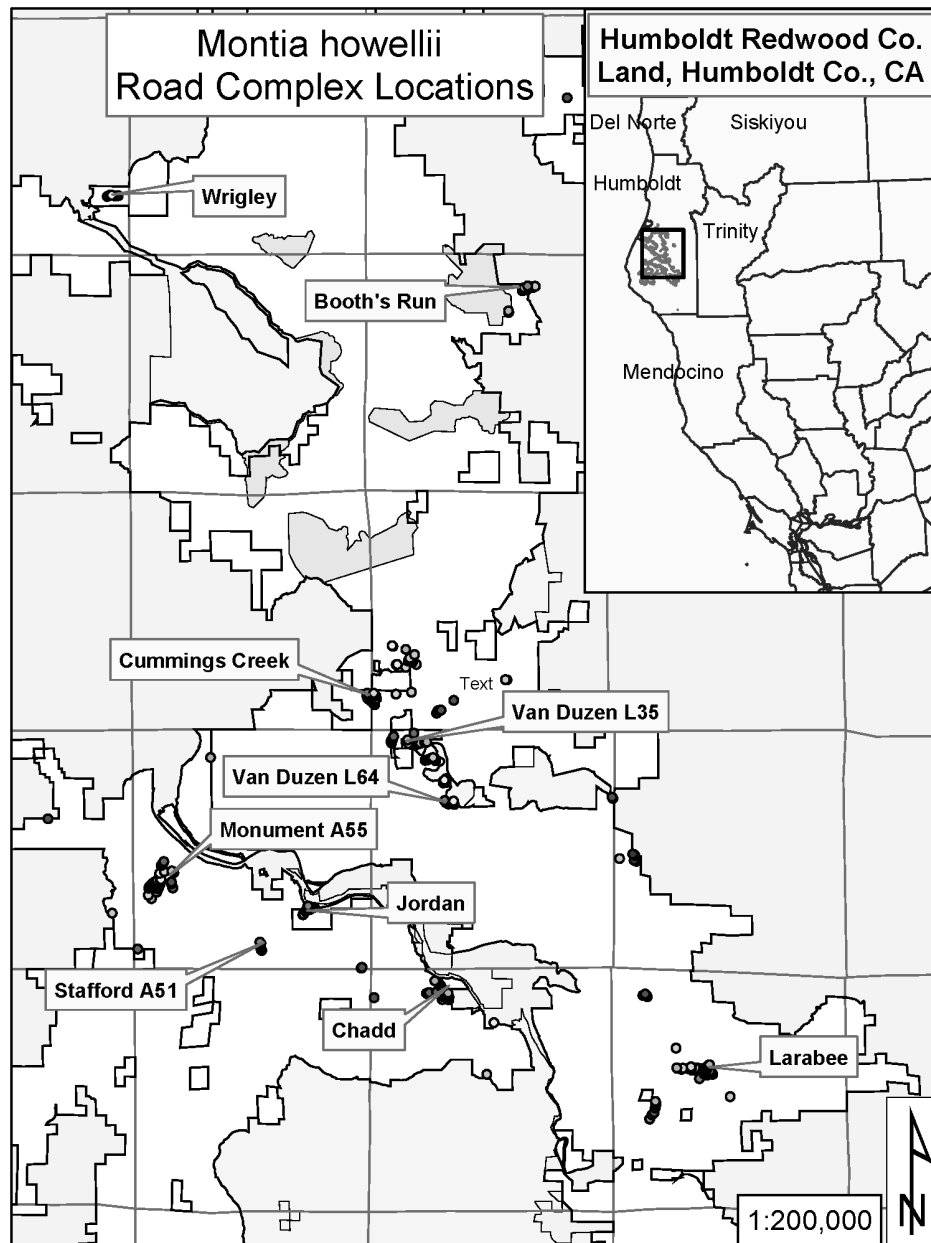 Montia howellii
Road Complex Locations
Humboldt Redwood Co.
Land, Humboldt Co., CA
Del Norte
Siskiyou
Humboldt
Trinity
Mendocino
Wrigley
Booth's Run
Cummings Creek
Text
Van Duzen L35
Van Duzen L64
Monument A55
Jordan
Stafford A51
Chadd
Larabee
1:200,000
N